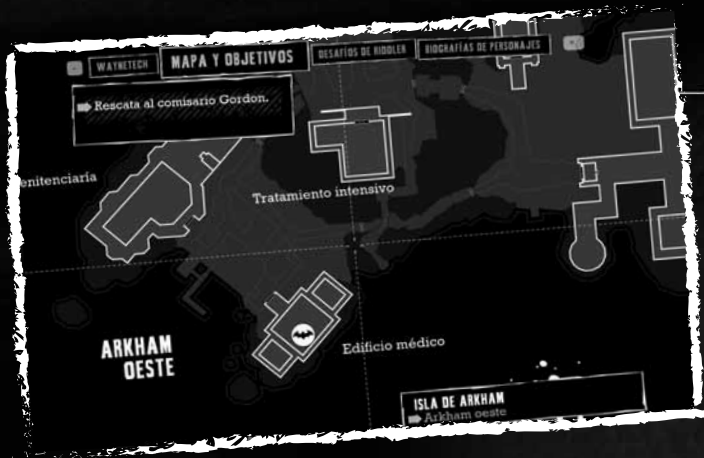 WAYNETECH
MAPA Y OBJETIVOS
DESAFÍOS DE RIDDLER
BIOGRAFÍAS DE PERSONAJES
Rescata al comisario Gordon.
enitenciaría
Tratamiento intensivo
Edificio médico
ARKHAM
OESTE
ISLA DE ARKHAM
Arkham oeste